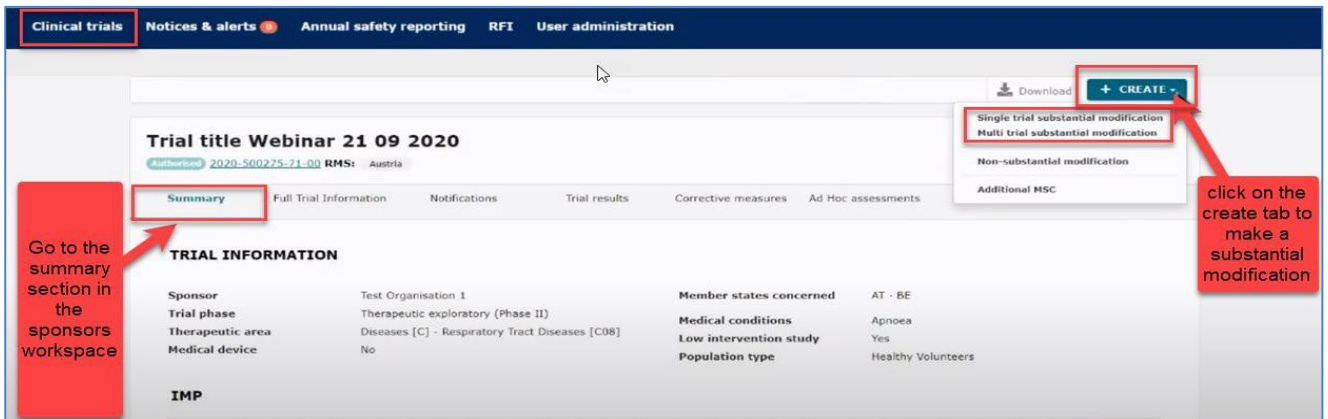 Clinical trials Notices & alerts Annual safety reporting RFI User administration
Download + CREATE
Single trial substantial modification
Multi trial substantial modification
Non-substantial modification
Additional MSC
Trial title Webinar 21 09 2020
Authorised 2020-500275-71-00 RMS: Austria
Summary Full Trial Information Notifications Trial results Corrective measures Ad Hoc assessments
click on the
create tab to
make a
substantial
modification
Go to the
summary
section in
the
sponsors
workspace
TRIAL INFORMATION
Sponsor Test Organisation 1
Trial phase Therapeutic exploratory (Phase II)
Therapeutic area Diseases [C] - Respiratory Tract Diseases [C08]
Medical device No
Member states concerned AT - BE
Medical conditions Apnoea
Low intervention study Yes
Population type Healthy Volunteers
IMP